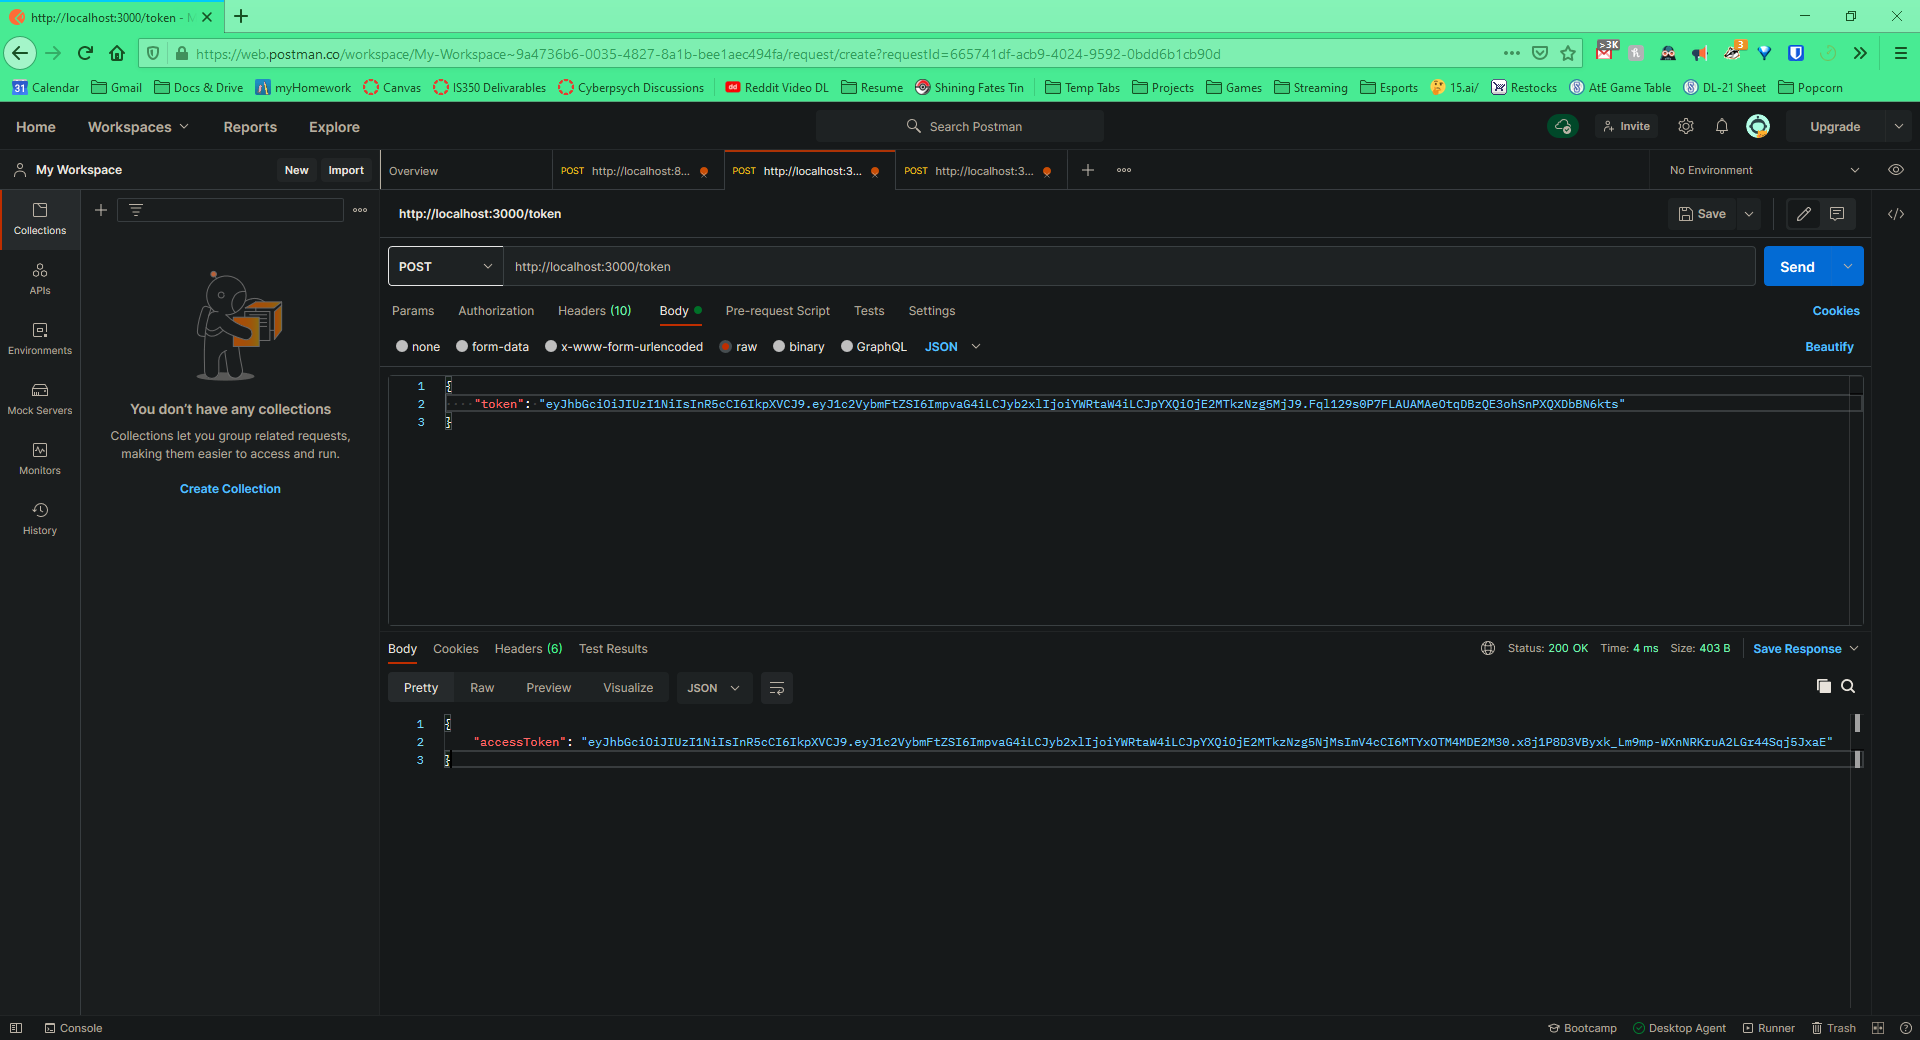 http://localhost:3000/token - M
https://web.postman.co/workspace/My-Workspace~9a4736b6-0035-4827-8a1b-bee1aec494fa/request/create?requestId=665741df-acb9-4024-9592-0bdd6b1cb90d
>3K
3
31 Calendar Gmail Docs & Drive myHomework Canvas IS350 Delivarables Cyberpsych Discussions Reddit Video DL Resume Shining Fates Tin Temp Tabs Projects Games Streaming Esports 15.ai/ Restocks AtE Game Table DL-21 Sheet Popcorn
Home Workspaces Reports Explore Search Postman Invite Upgrade
My Workspace New Import Overview POST http://localhost:8... POST http://localhost:3... POST http://localhost:3... No Environment
Collections
http://localhost:3000/token Save
POST http://localhost:3000/token Send
APIs
Params Authorization Headers (10) Body Pre-request Script Tests Settings Cookies
none form-data x-www-form-urlencoded raw binary GraphQL JSON Beautify
Environments
1 {
2 "token": "eyJhbGciOiJIUzI1NiIsInR5cCI6IkpXVCJ9.eyJ1c2VybmFtZSI6ImpvaG4iLCJyb2xlIjoiYWRtaW4iLCJpYXQiOjE2MTkzNzg5MjJ9.Fql129s0P7FLAUAMAeOtqDBzQE3ohSnPXQXDbBN6kts"
3 }
Mock Servers
You don't have any collections
Collections let you group related requests,
making them easier to access and run.
Monitors
Create Collection
History
Body Cookies Headers (6) Test Results Status: 200 OK Time: 4 ms Size: 403 B Save Response
Pretty Raw Preview Visualize JSON
1 {
2 "accessToken": "eyJhbGciOiJIUzI1NiIsInR5cCI6IkpXVCJ9.eyJ1c2VybmFtZSI6ImpvaG4iLCJyb2xlIjoiYWRtaW4iLCJpYXQiOjE2MTkzNzg5NjMsImV4cCI6MTYxOTM4MDE2M30.x8j1P8D3VByxk_Lm9mp-WXnNRKruA2LGr44Sqj5JxaE"
3 }
Console Bootcamp Desktop Agent Runner Trash